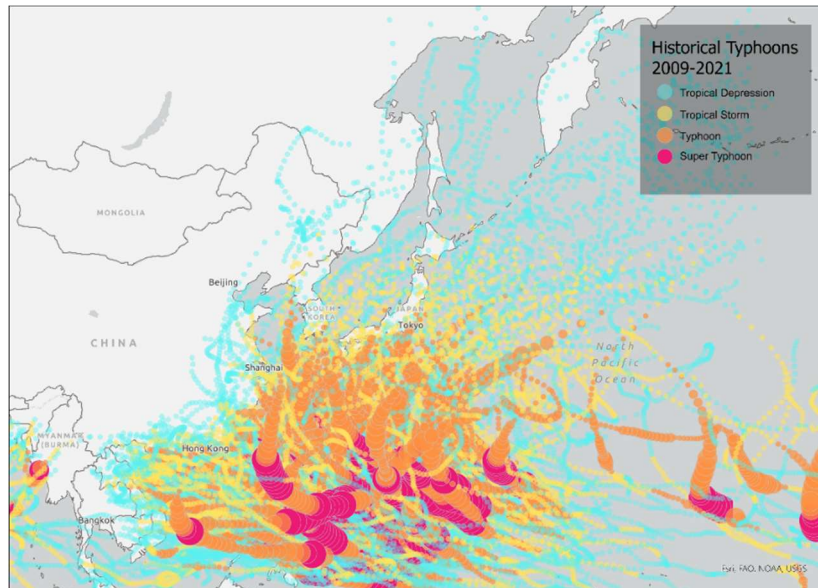 Historical Typhoons
2009-2021
Tropical Depression
Tropical Storm
Typhoon
Super Typhoon
MONGOLIA
Beijing
SOUTH
KOREA
JAPAN
Tokyo
CHINA
Shanghai
North
Pacific
Ocean
MYANMAR
(BURMA)
Hong Kong
Bangkok
Esri, FAO, NOAA, USGS